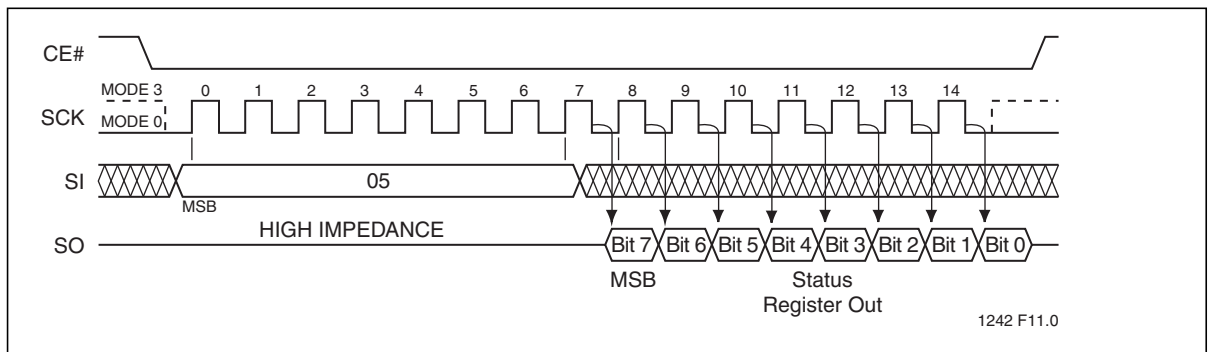 CE#
MODE 3
0 1 2 3 4 5 6 7 8 9 10 11 12 13 14
SCK
MODE 0
SI
05
MSB
HIGH IMPEDANCE
SO
Bit 7 Bit 6 Bit 5 Bit 4 Bit 3 Bit 2 Bit 1 Bit 0
MSB
Status
Register Out
1242 F11.0